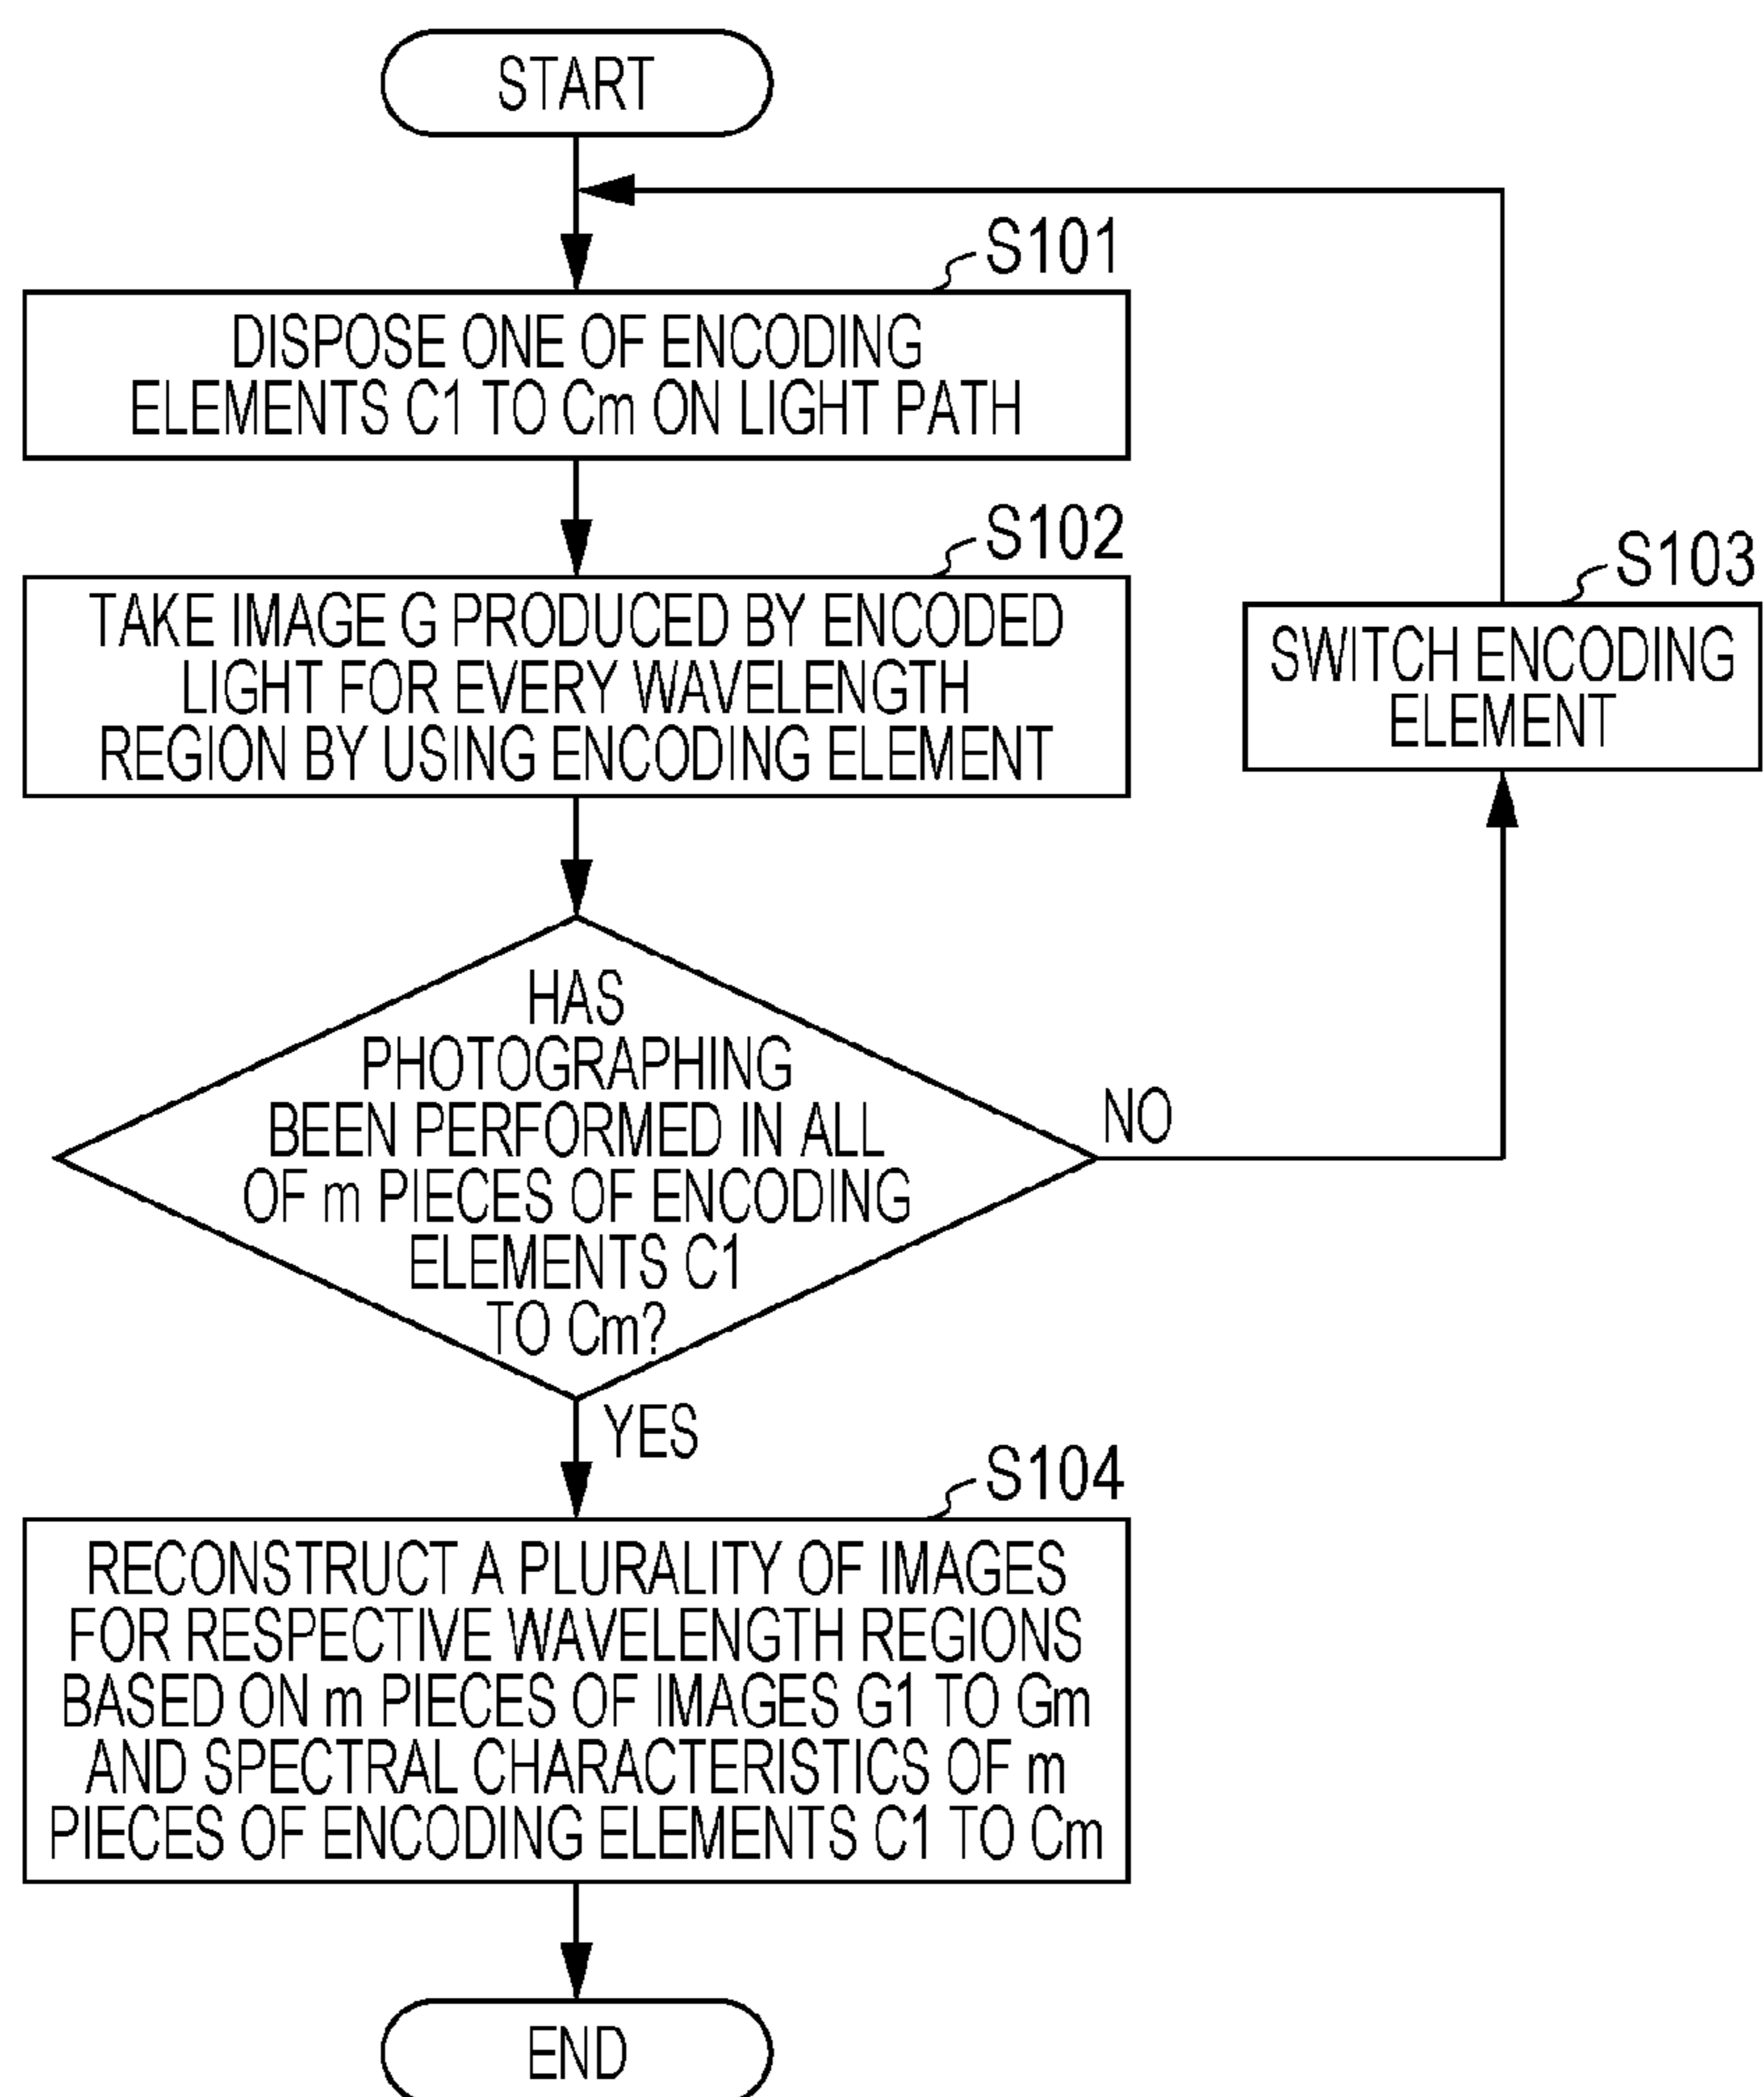 START
S101
DISPOSE ONE OF ENCODING
ELEMENTS C1 TO Cm ON LIGHT PATH
S102
TAKE IMAGE G PRODUCED BY ENCODED
LIGHT FOR EVERY WAVELENGTH
REGION BY USING ENCODING ELEMENT
S103
SWITCH ENCODING
ELEMENT
HAS
PHOTOGRAPHING
BEEN PERFORMED IN ALL
OF m PIECES OF ENCODING
ELEMENTS C1
TO Cm?
NO
YES
S104
RECONSTRUCT A PLURALITY OF IMAGES
FOR RESPECTIVE WAVELENGTH REGIONS
BASED ON m PIECES OF IMAGES G1 TO Gm
AND SPECTRAL CHARACTERISTICS OF m
PIECES OF ENCODING ELEMENTS C1 TO Cm
END